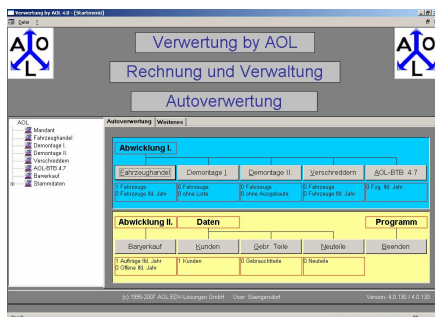 Verwertung by AOL 4.0 - [Startmenü]
Datei ?
A O L
Verwertung by AOL
A O L
Rechnung und Verwaltung
Autoverwertung
AOL
Mandant
Fahrzeughandel
Demontage I.
Demontage II.
Verschreddern
AOL-BTB 4.7
Barverkauf
Stammdaten
Autoverwertung Weiteres
Abwicklung I.
Fahrzeughandel Demontage I. Demontage II. Verschreddern AOL-BTB 4.7
1 Fahrzeuge 0 Fahrzeuge 0 Fahrzeuge 0 Fahrzeuge 0 Fzg. lfd. Jahr
0 Fahrzeuge lfd. Jahr 0 ohne Liste 0 ohne Ausgebaute 0 Fahrzeuge lfd. Jahr
Abwicklung II. Daten Programm
Barverkauf Kunden Gebr. Teile Neuteile Beenden
1 Aufträge lfd. Jahr 1 Kunden 0 Gebrauchtteile 0 Neuteile
0 Offene lfd. Jahr
(c) 1995-2007 AOL EDV-Lösungen GmbH User: Saengersdorf Version: 4.0.130 / 4.0.130